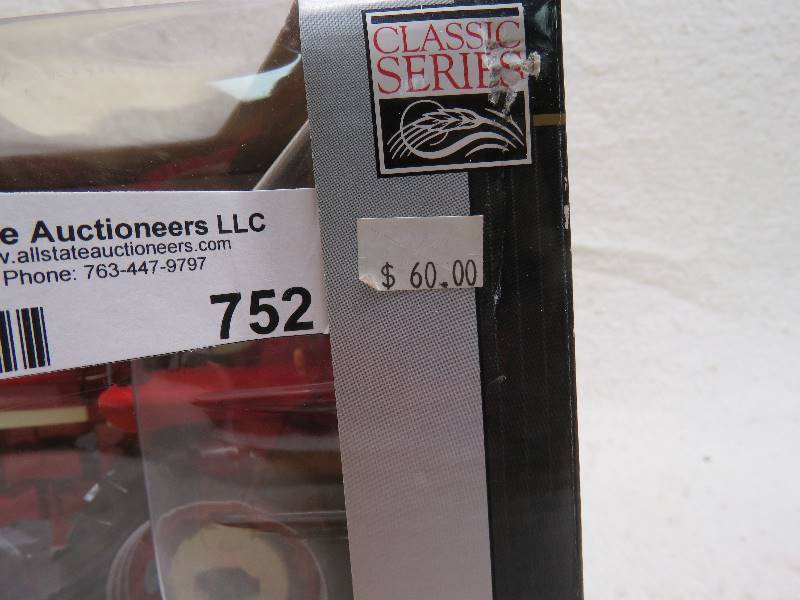 CLASSIC
SERIES
e Auctioneers LLC
w.allstateauctioneers.com
Phone: 763-447-9797
752
$ 60.00